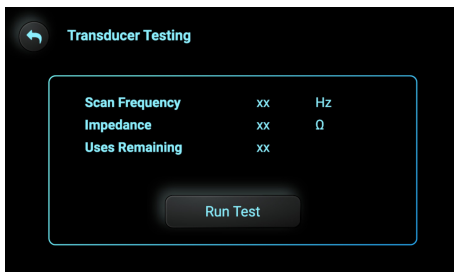 Transducer Testing
Scan Frequency xx Hz
Impedance xx Ω
Uses Remaining xx
Run Test